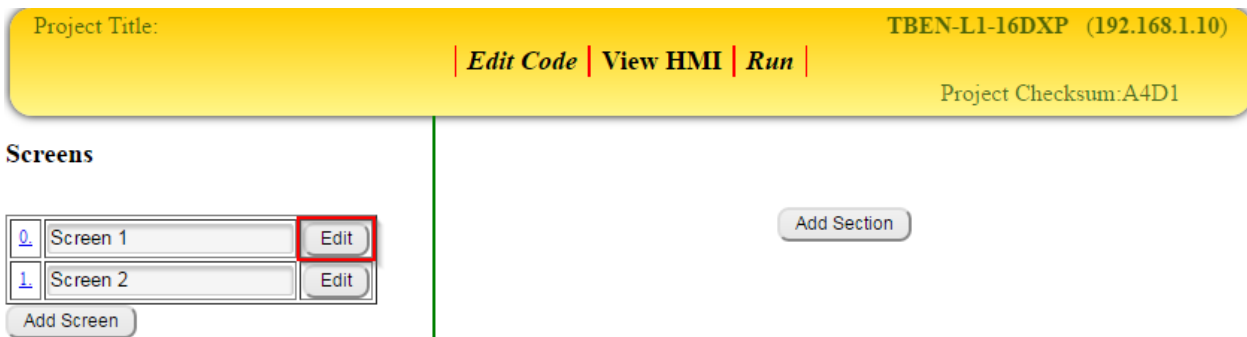 Project Title:
TBEN-L1-16DXP (192.168.1.10)
| Edit Code | View HMI | Run |
Project Checksum:A4D1
Screens
0. Screen 1 Edit
Add Section
1. Screen 2 Edit
Add Screen